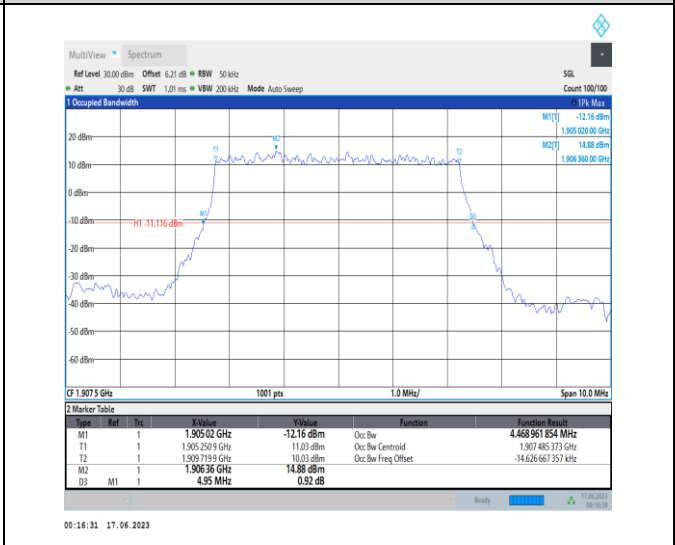 MultiView Spectrum
Ref Level 30.00 dBm Offset 6.21 dB RBW 50 kHz SGL
Att 30 dB SWT 1.01 ms VBW 200 kHz Mode Auto Sweep Count 100/100
1 Occupied Bandwidth 1Pk Max
M1[1] -12.16 dBm
1.905 020 00 GHz
M2[1] 14.88 dBm
1.906 360 00 GHz
20 dBm
M2
T1
T2
10 dBm
0 dBm
M1
D3
-10 dBm
H1 -11.116 dBm
-20 dBm
-30 dBm
-40 dBm
-50 dBm
-60 dBm
CF 1.907 5 GHz 1001 pts 1.0 MHz/ Span 10.0 MHz
2 Marker Table
Type Ref Trc X-Value Y-Value Function Function Result
M1 1 1.905 02 GHz -12.16 dBm Occ Bw 4.468 961 854 MHz
T1 1 1.905 250 9 GHz 11.03 dBm Occ Bw Centroid 1.907 485 373 GHz
T2 1 1.909 719 9 GHz 10.03 dBm Occ Bw Freq Offset -14.626 667 357 kHz
M2 1 1.906 36 GHz 14.88 dBm
D3 M1 1 4.95 MHz 0.92 dB
Ready 17.06.2023
00:16:30
00:16:31 17.06.2023